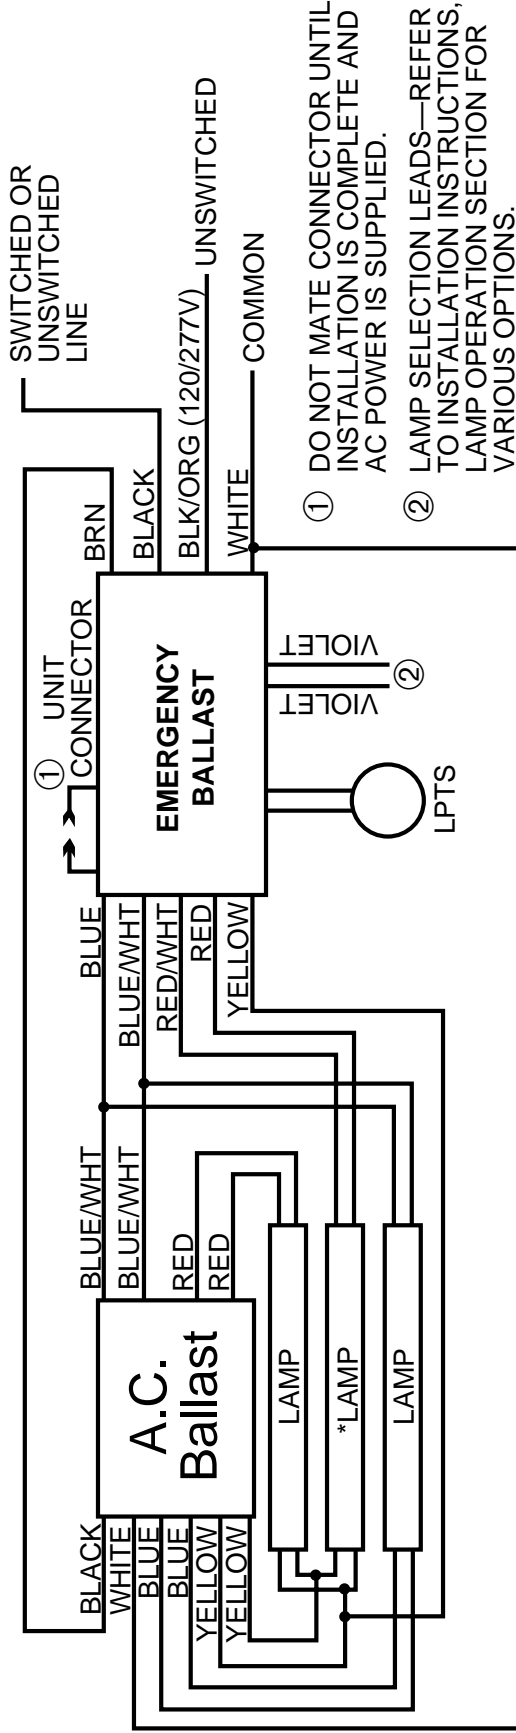 SWITCHED OR
UNSWITCHED
LINE
BRN
BLACK
BLK/ORG (120/277V)
UNSWITCHED
WHITE
COMMON
① UNIT
CONNECTOR
EMERGENCY
BALLAST
VIOLET
VIOLET
②
LPTS
BLUE
BLUE/WHT
RED/WHT
RED
YELLOW
BLUE/WHT
BLUE/WHT
RED
RED
A.C.
Ballast
BLACK
WHITE
BLUE
BLUE
YELLOW
YELLOW
LAMP
*LAMP
LAMP
① DO NOT MATE CONNECTOR UNTIL
INSTALLATION IS COMPLETE AND
AC POWER IS SUPPLIED.
② LAMP SELECTION LEADS—REFER
TO INSTALLATION INSTRUCTIONS,
LAMP OPERATION SECTION FOR
VARIOUS OPTIONS.